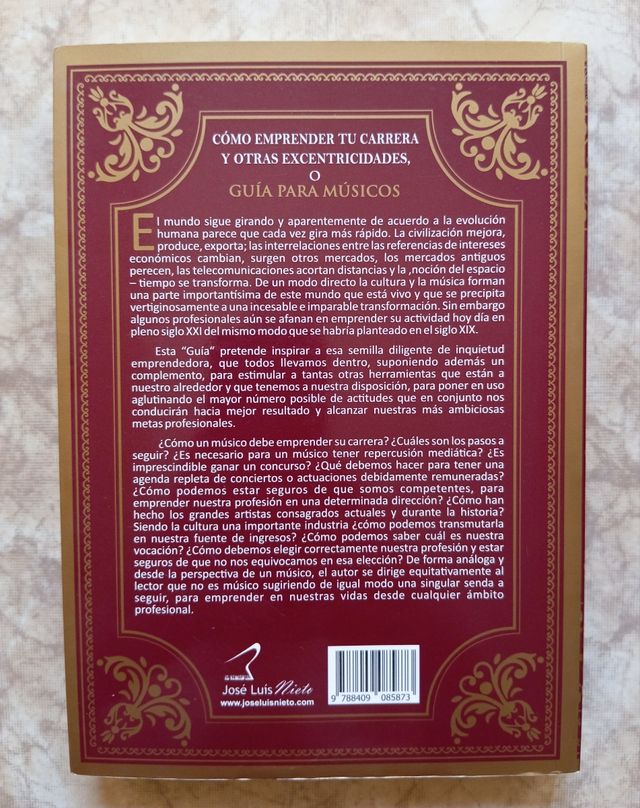 CÓMO EMPRENDER TU CARRERA
Y OTRAS EXCENTRICIDADES,
O
GUÍA PARA MÚSICOS
El mundo sigue girando y aparentemente de acuerdo a la evolución
humana parece que cada vez gira más rápido. La civilización mejora,
produce, exporta; las interrelaciones entre las referencias de intereses
económicos cambian, surgen otros mercados, los mercados antiguos
perecen, las telecomunicaciones acortan distancias y la ,noción del espacio
– tiempo se transforma. De un modo directo la cultura y la música forman
una parte importantísima de este mundo que está vivo y que se precipita
vertiginosamente a una incesable e imparable transformación. Sin embargo
algunos profesionales aún se afanan en emprender su actividad hoy día en
pleno siglo XXI del mismo modo que se habría planteado en el siglo XIX.
Esta "Guía" pretende inspirar a esa semilla diligente de inquietud
emprendedora, que todos llevamos dentro, suponiendo además un
complemento, para estimular a tantas otras herramientas que están a
nuestro alrededor y que tenemos a nuestra disposición, para poner en uso
aglutinando el mayor número posible de actitudes que en conjunto nos
conducirán hacia mejor resultado y alcanzar nuestras más ambiciosas
metas profesionales.
¿Cómo un músico debe emprender su carrera? ¿Cuáles son los pasos a
seguir? ¿Es necesario para un músico tener repercusión mediática? ¿Es
imprescindible ganar un concurso? ¿Qué debemos hacer para tener una
agenda repleta de conciertos o actuaciones debidamente remuneradas?
¿Cómo podemos estar seguros de que somos competentes, para
emprender nuestra profesión en una determinada dirección? ¿Cómo han
hecho los grandes artistas consagrados actuales y durante la historia?
Siendo la cultura una importante industria ¿cómo podemos transmutarla
en nuestra fuente de ingresos? ¿Cómo podemos saber cuál es nuestra
vocación? ¿Cómo debemos elegir correctamente nuestra profesión y estar
seguros de que no nos equivocamos en esa elección? De forma análoga y
desde la perspectiva de un músico, el autor se dirige equitativamente al
lector que no es músico sugiriendo de igual modo una singular senda a
seguir, para emprender en nuestras vidas desde cualquier ámbito
profesional.
José Luís Nieto
www.joseluisnieto.com
9 788409 085873